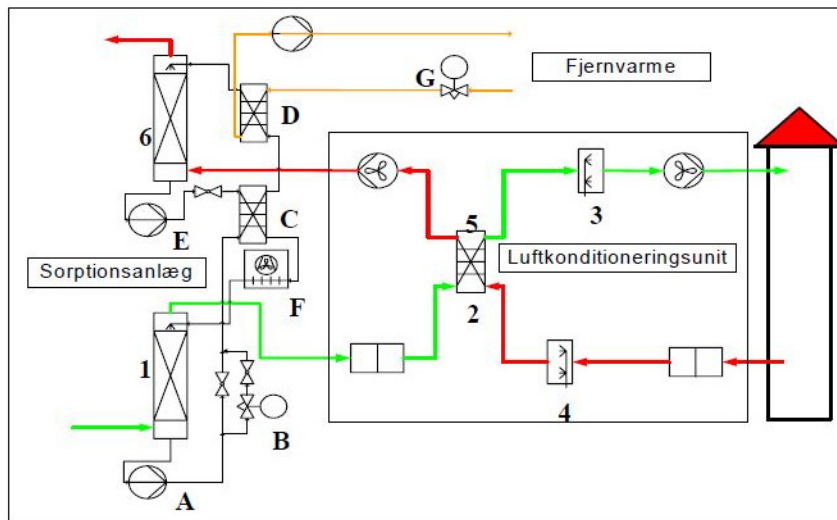 Fjernvarme
G
D
6
C
5
3
E
Luftkonditioneringsunit
Sorptionsanlæg
F
2
1
4
B
A